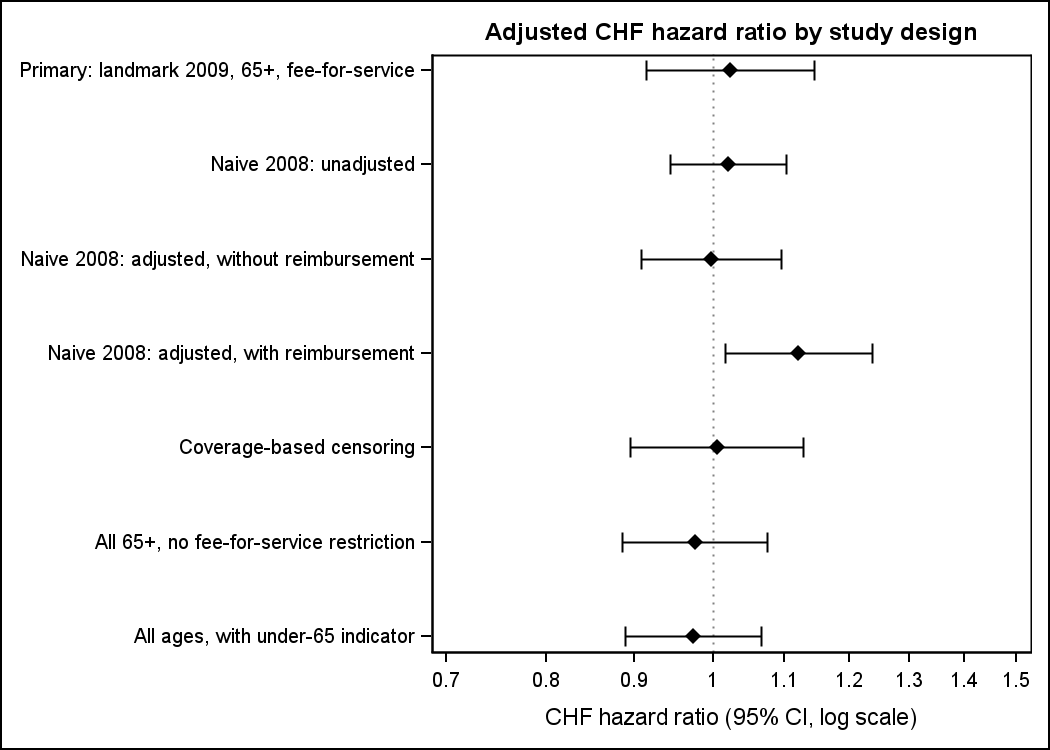 Adjusted CHF hazard ratio by study design
Primary: landmark 2009, 65+, fee-for-service
Naive 2008: unadjusted
Naive 2008: adjusted, without reimbursement
Naive 2008: adjusted, with reimbursement
Coverage-based censoring
All 65+, no fee-for-service restriction
All ages, with under-65 indicator
0.7 0.8 0.9 1 1.1 1.2 1.3 1.4 1.5
CHF hazard ratio (95% CI, log scale)